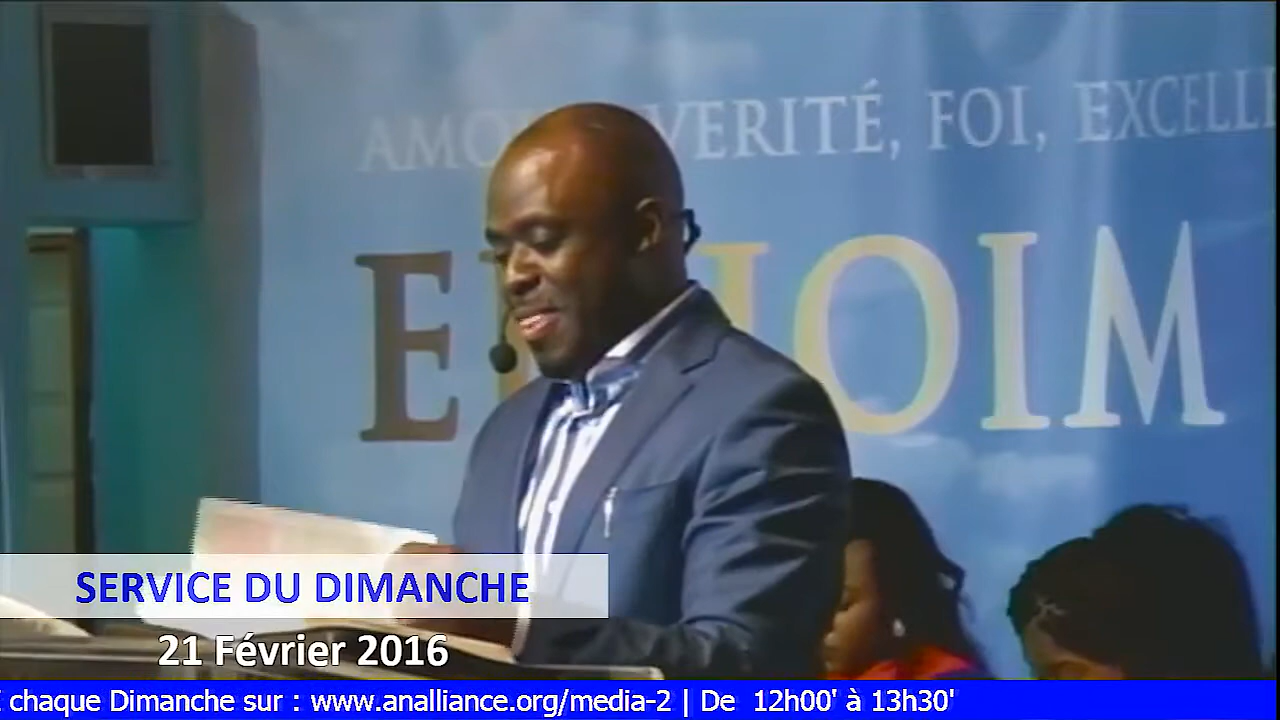 VERITÉ, FOI,
IOIM
SERVICE DU DIMANCHE
21 Février 2016
chaque Dimanche sur : www.analliance.org/media-2 | De 12h00' à 13h30'